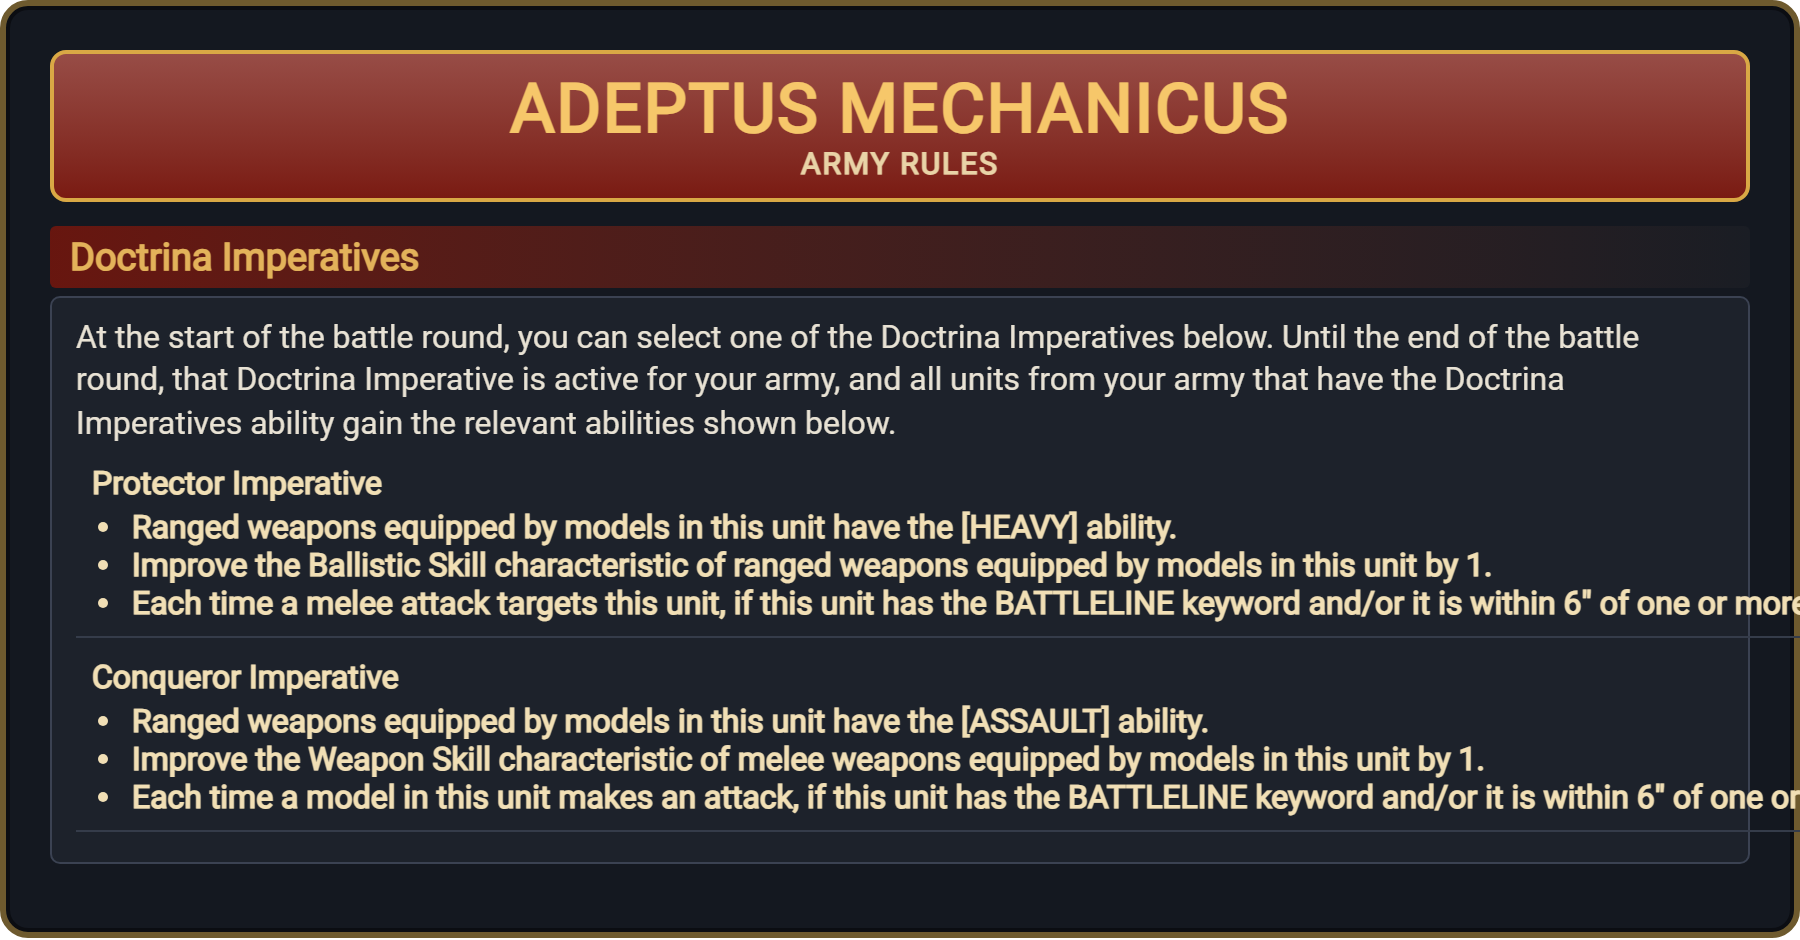 ADEPTUS MECHANICUS
ARMY RULES
Doctrina Imperatives
At the start of the battle round, you can select one of the Doctrina Imperatives below. Until the end of the battle
round, that Doctrina Imperative is active for your army, and all units from your army that have the Doctrina
Imperatives ability gain the relevant abilities shown below.
Protector Imperative
• Ranged weapons equipped by models in this unit have the [HEAVY] ability.
• Improve the Ballistic Skill characteristic of ranged weapons equipped by models in this unit by 1.
• Each time a melee attack targets this unit, if this unit has the BATTLELINE keyword and/or it is within 6" of one or more
Conqueror Imperative
• Ranged weapons equipped by models in this unit have the [ASSAULT] ability.
• Improve the Weapon Skill characteristic of melee weapons equipped by models in this unit by 1.
• Each time a model in this unit makes an attack, if this unit has the BATTLELINE keyword and/or it is within 6" of one or